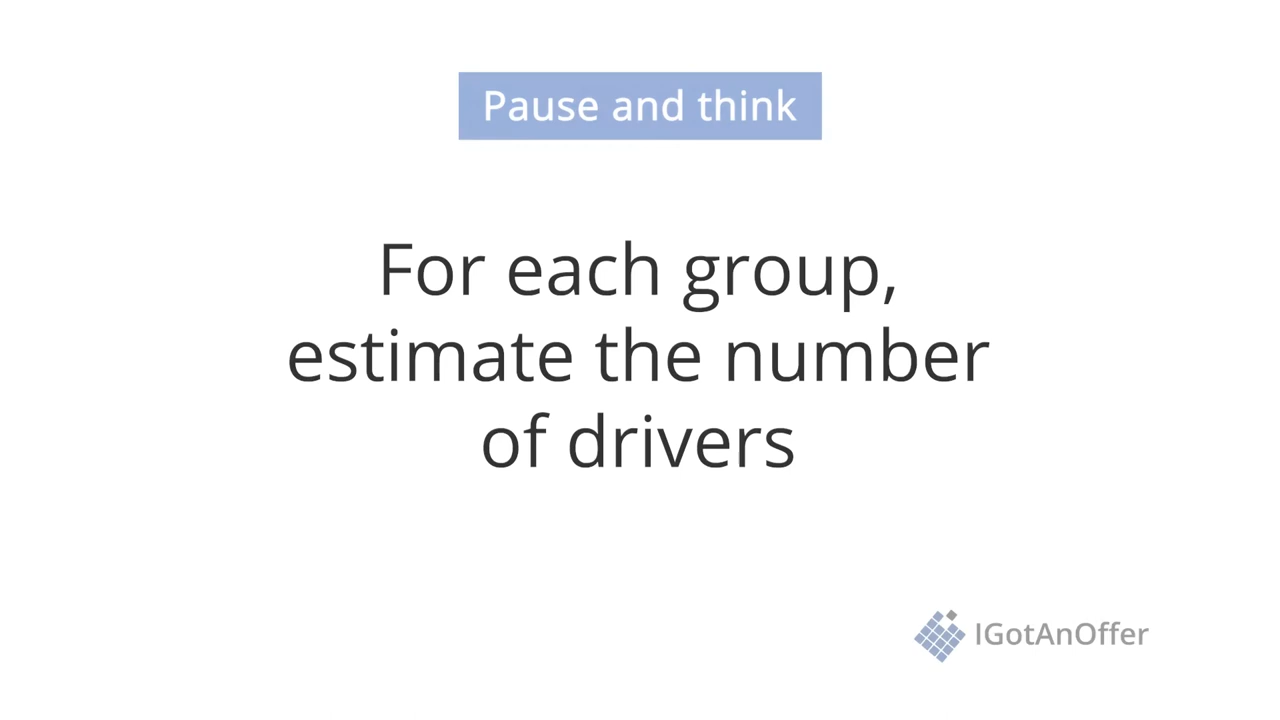 Pause and think
For each group,
estimate the number
of drivers
IGotAnOffer